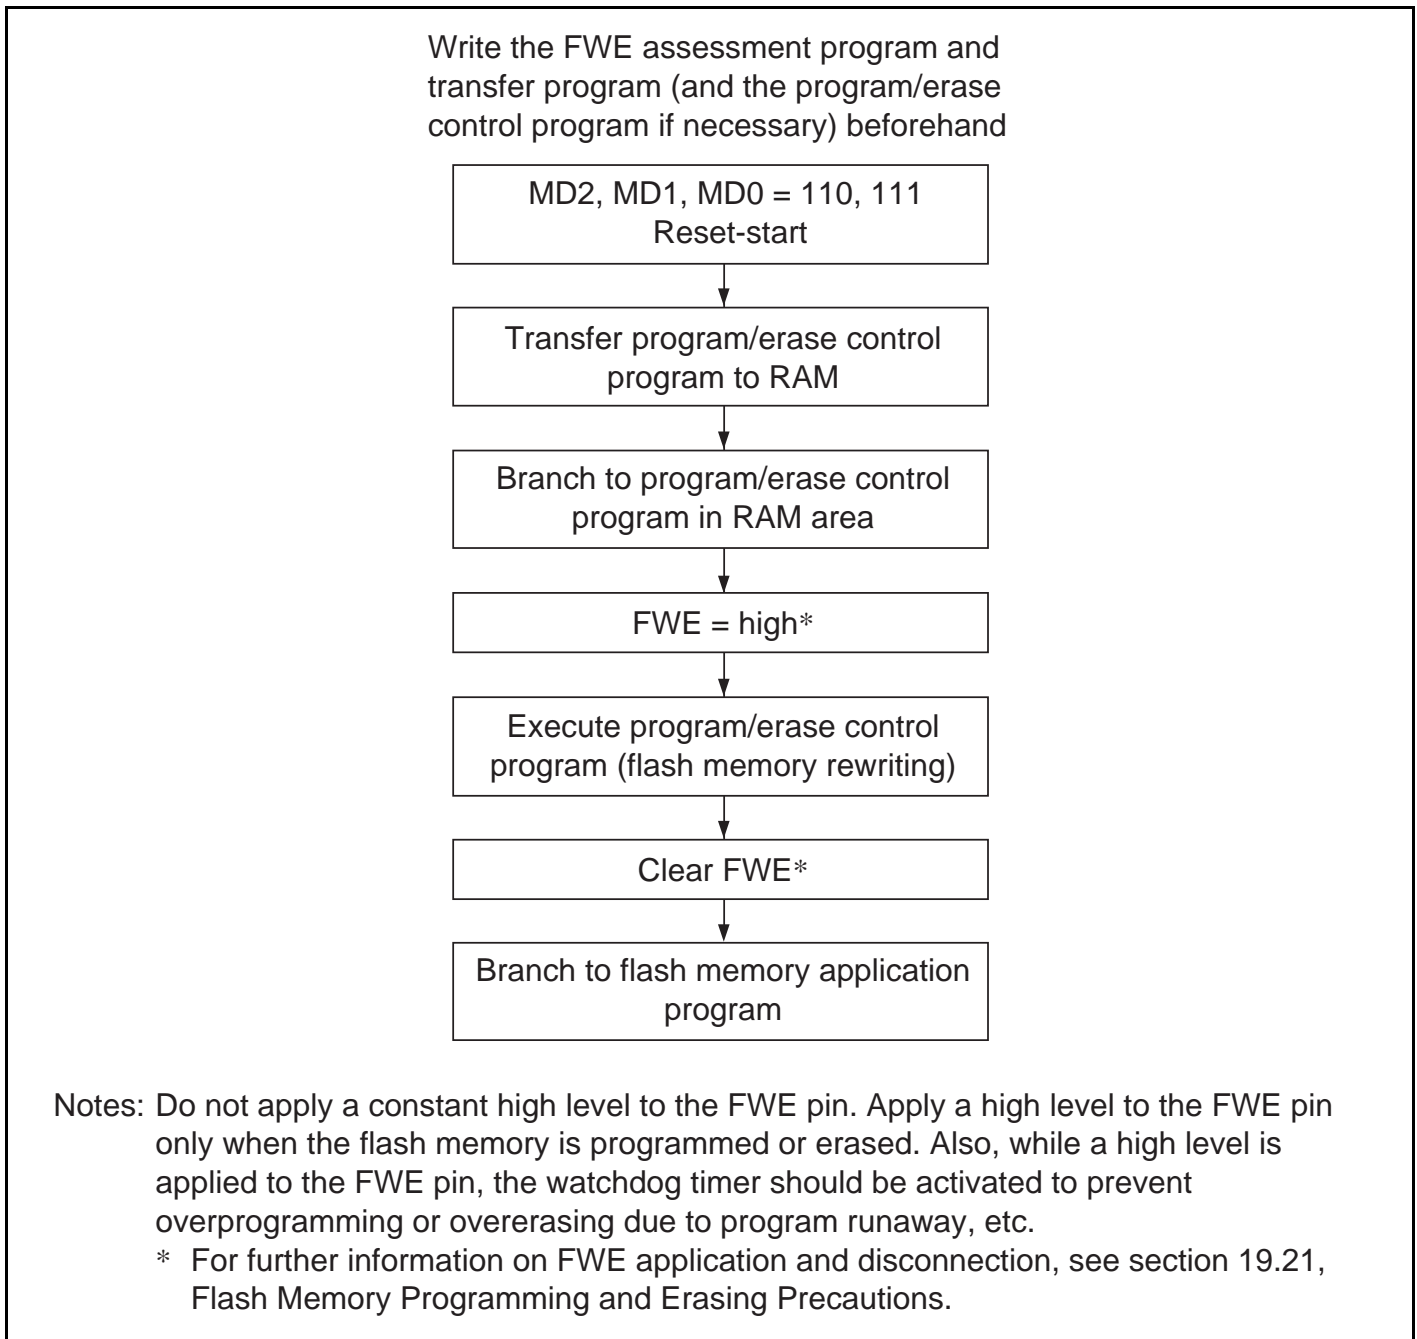 Write the FWE assessment program and
transfer program (and the program/erase
control program if necessary) beforehand
MD2, MD1, MD0 = 110, 111
Reset-start
Transfer program/erase control
program to RAM
Branch to program/erase control
program in RAM area
FWE = high*
Execute program/erase control
program (flash memory rewriting)
Clear FWE*
Branch to flash memory application
program
Notes: Do not apply a constant high level to the FWE pin. Apply a high level to the FWE pin
only when the flash memory is programmed or erased. Also, while a high level is
applied to the FWE pin, the watchdog timer should be activated to prevent
overprogramming or overerasing due to program runaway, etc.
* For further information on FWE application and disconnection, see section 19.21,
Flash Memory Programming and Erasing Precautions.